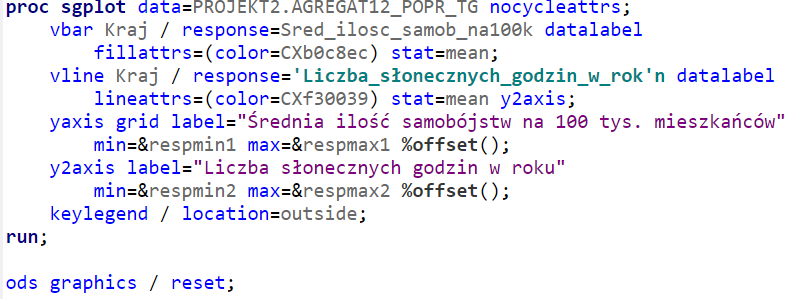 proc sgplot data=PROJEKT2.AGREGAT12_POPR_TG nocycleattrs;
vbar Kraj / response=Sred_ilosc_samob_na100k datalabel
fillattrs=(color=CXb0c8ec) stat=mean;
vline Kraj / response='Liczba_słonecznych_godzin_w_rok'n datalabel
lineattrs=(color=CXf30039) stat=mean y2axis;
yaxis grid label="Średnia ilość samobójstw na 100 tys. mieszkańców"
min=&respmin1 max=&respmax1 %offset();
y2axis label="Liczba słonecznych godzin w roku"
min=&respmin2 max=&respmax2 %offset();
keylegend / location=outside;
run;
ods graphics / reset;